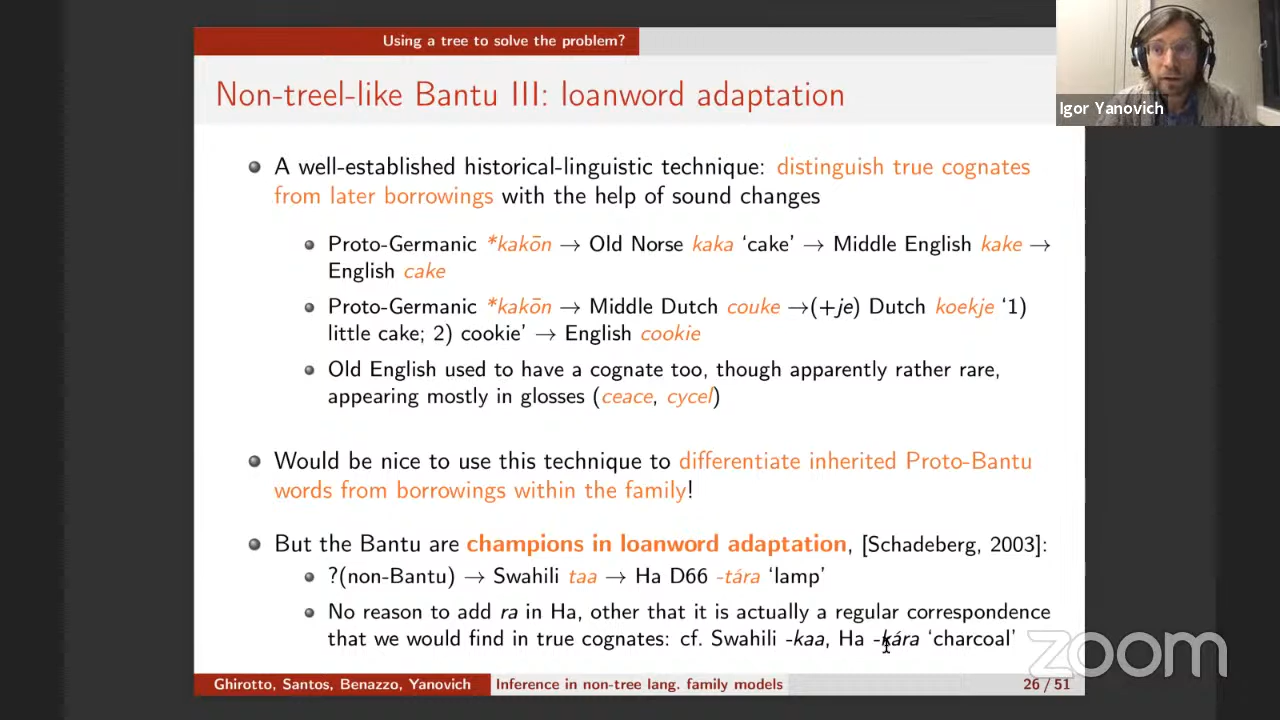 Using a tree to solve the problem?
Non-treel-like Bantu III: loanword adaptation
Igor Yanovich
A well-established historical-linguistic technique: distinguish true cognates
from later borrowings with the help of sound changes
Proto-Germanic *kakōn → Old Norse kaka ‘cake’ → Middle English kake →
English cake
Proto-Germanic *kakōn → Middle Dutch couke →(+je) Dutch koekje ‘1)
little cake; 2) cookie’ → English cookie
Old English used to have a cognate too, though apparently rather rare,
appearing mostly in glosses (ceace, cycel)
Would be nice to use this technique to differentiate inherited Proto-Bantu
words from borrowings within the family!
But the Bantu are champions in loanword adaptation, [Schadeberg, 2003]:
?(non-Bantu) → Swahili taa → Ha D66 -tára ‘lamp’
No reason to add ra in Ha, other that it is actually a regular correspondence
that we would find in true cognates: cf. Swahili -kaa, Ha -kára ‘charcoal’
zoom
Ghirotto, Santos, Benazzo, Yanovich Inference in non-tree lang. family models 26 / 51